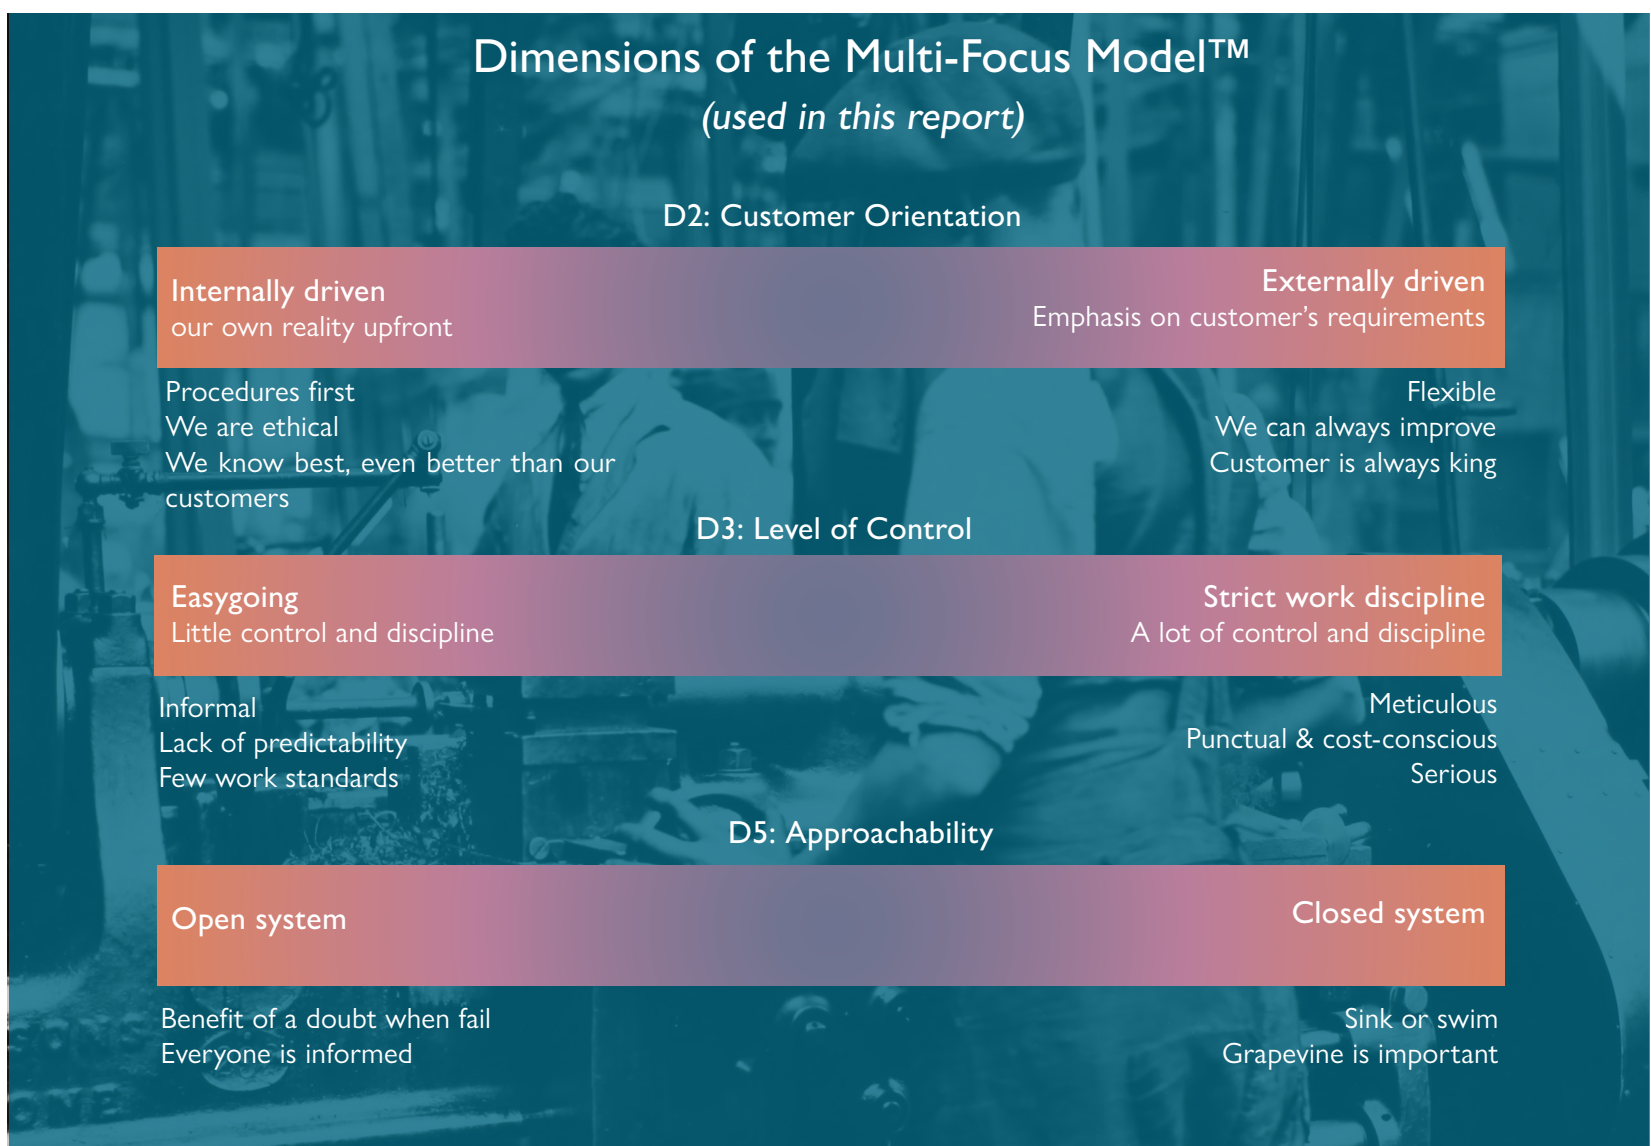 Dimensions of the Multi-Focus Model™
(used in this report)
D2: Customer Orientation
Internally driven
our own reality upfront
Externally driven
Emphasis on customer's requirements
Procedures first
We are ethical
We know best, even better than our
customers
Flexible
We can always improve
Customer is always king
D3: Level of Control
Easygoing
Little control and discipline
Strict work discipline
A lot of control and discipline
Informal
Lack of predictability
Few work standards
Meticulous
Punctual & cost-conscious
Serious
D5: Approachability
Open system
Closed system
Benefit of a doubt when fail
Everyone is informed
Sink or swim
Grapevine is important